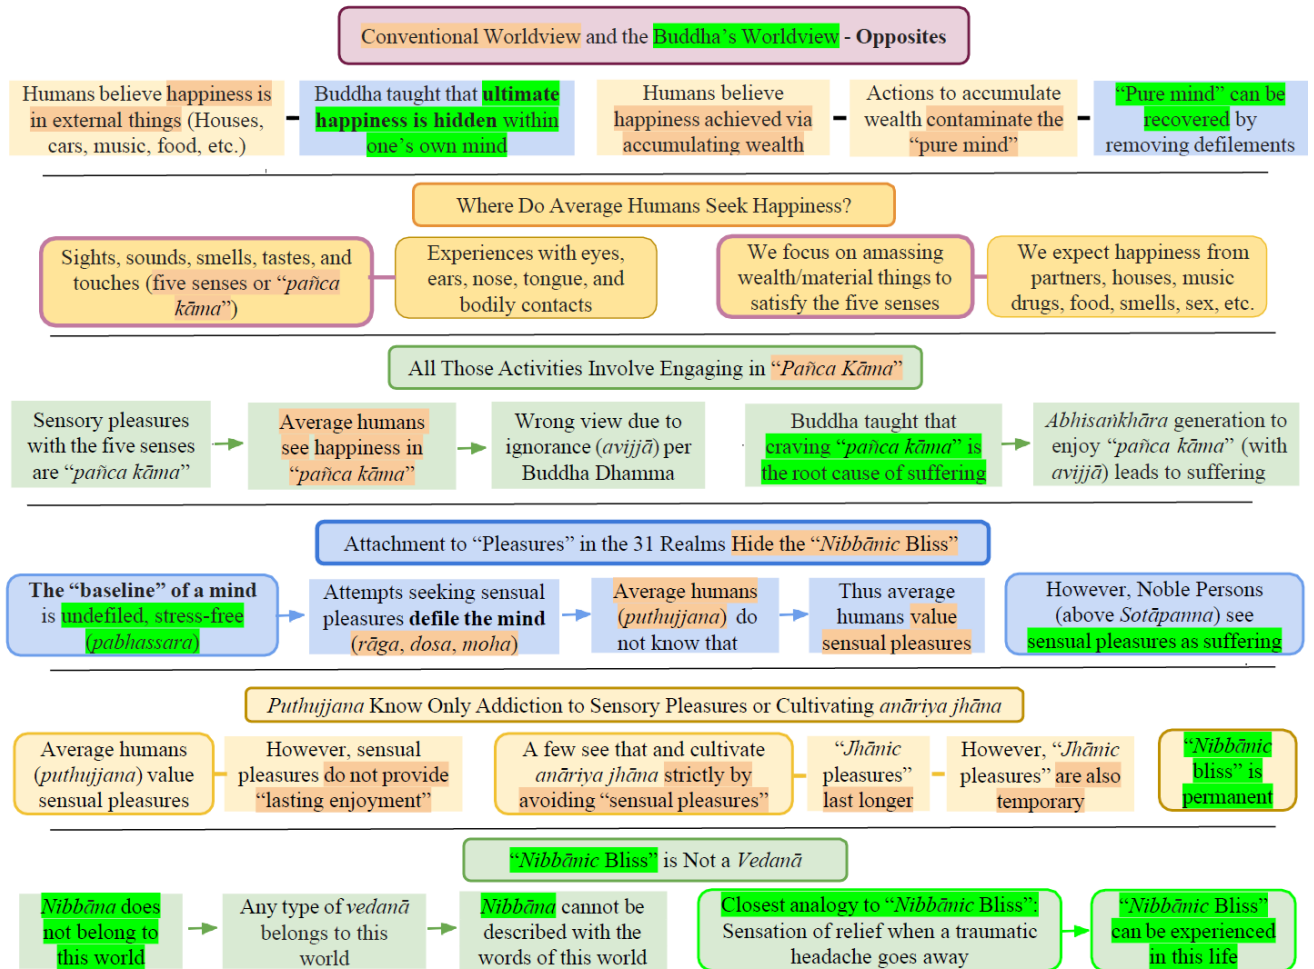 Conventional Worldview and the Buddha's Worldview - Opposites
Humans believe happiness is
in external things (Houses,
cars, music, food, etc.)
Buddha taught that ultimate
happiness is hidden within
one's own mind
Humans believe
happiness achieved via
accumulating wealth
Actions to accumulate
wealth contaminate the
"pure mind"
"Pure mind" can be
recovered by
removing defilements
Where Do Average Humans Seek Happiness?
Sights, sounds, smells, tastes, and
touches (five senses or "pañca
kāma")
Experiences with eyes,
ears, nose, tongue, and
bodily contacts
We focus on amassing
wealth/material things to
satisfy the five senses
We expect happiness from
partners, houses, music
drugs, food, smells, sex, etc.
All Those Activities Involve Engaging in "Pañca Kāma"
Sensory pleasures
with the five senses
are "pañca kāma"
Average humans
see happiness in
"pañca kāma"
Wrong view due to
ignorance (avijjā) per
Buddha Dhamma
Buddha taught that
craving "pañca kāma" is
the root cause of suffering
Abhisaṅkhāra generation to
enjoy "pañca kāma" (with
avijjā) leads to suffering
Attachment to "Pleasures" in the 31 Realms Hide the "Nibbānic Bliss"
The "baseline" of a mind
is undefiled, stress-free
(pabhassara)
Attempts seeking sensual
pleasures defile the mind
(rāga, dosa, moha)
Average humans
(puthujjana) do
not know that
Thus average
humans value
sensual pleasures
However, Noble Persons
(above Sotāpanna) see
sensual pleasures as suffering
Puthujjana Know Only Addiction to Sensory Pleasures or Cultivating anāriya jhāna
Average humans
(puthujjana) value
sensual pleasures
However, sensual
pleasures do not provide
"lasting enjoyment"
A few see that and cultivate
anāriya jhāna strictly by
avoiding "sensual pleasures"
"Jhānic
pleasures"
last longer
However, "Jhānic
pleasures" are also
temporary
"Nibbānic
bliss" is
permanent
"Nibbānic Bliss" is Not a Vedanā
Nibbāna does
not belong to
this world
Any type of vedanā
belongs to this
world
Nibbāna cannot be
described with the
words of this world
Closest analogy to "Nibbānic Bliss":
Sensation of relief when a traumatic
headache goes away
"Nibbānic Bliss"
can be experienced
in this life